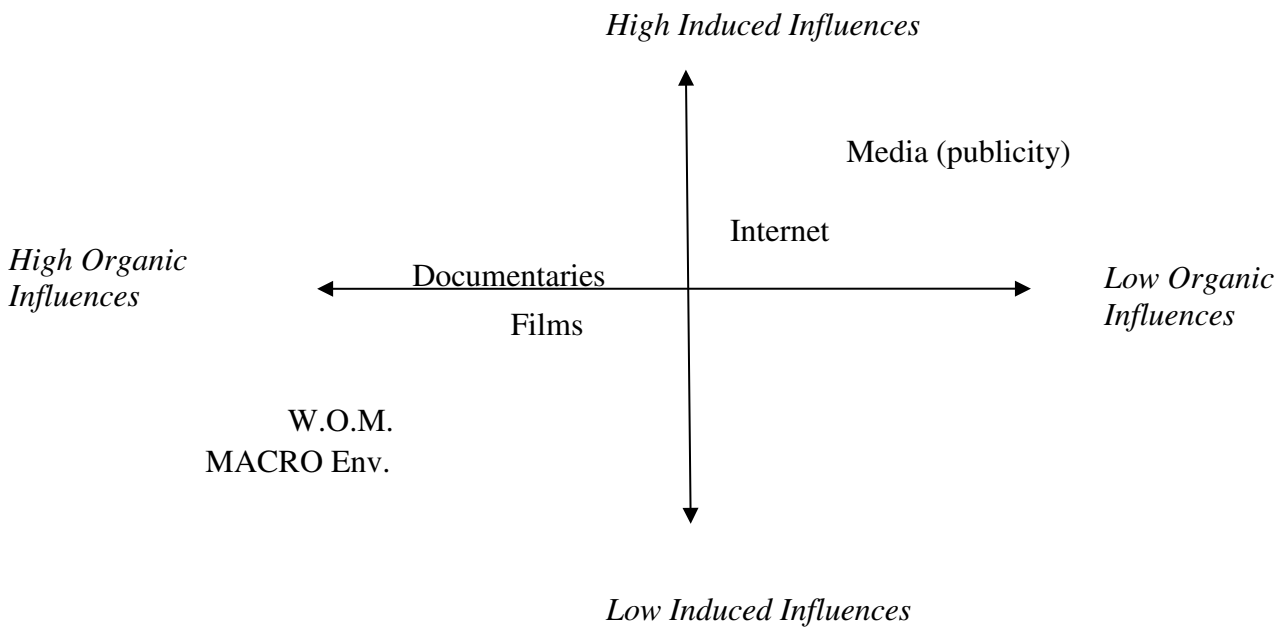 High Induced Influences
Media (publicity)
Internet
High Organic
Influences
Documentaries
Low Organic
Influences
Films
W.O.M.
MACRO Env.
Low Induced Influences